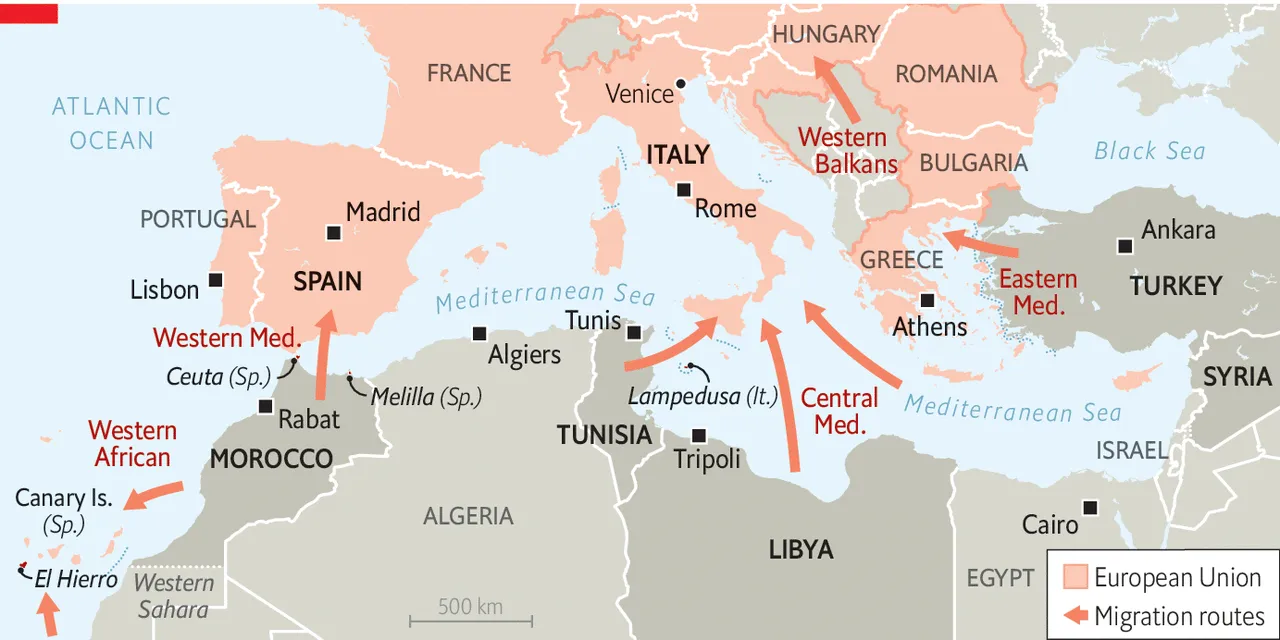 HUNGARY
FRANCE
ROMANIA
Venice
ATLANTIC
OCEAN
Western
Balkans
ITALY
BULGARIA
Black Sea
PORTUGAL
Madrid
Rome
Ankara
GREECE
Lisbon
SPAIN
Eastern
Med.
TURKEY
Mediterranean Sea
Tunis
Athens
Western Med.
Algiers
Ceuta (Sp.)
Melilla (Sp.)
Lampedusa (It.)
SYRIA
Rabat
Central
Med.
Mediterranean Sea
Western
African
MOROCCO
TUNISIA
Tripoli
ISRAEL
Canary Is.
(Sp.)
ALGERIA
Cairo
LIBYA
El Hierro
Western
Sahara
500 km
EGYPT
European Union
Migration routes